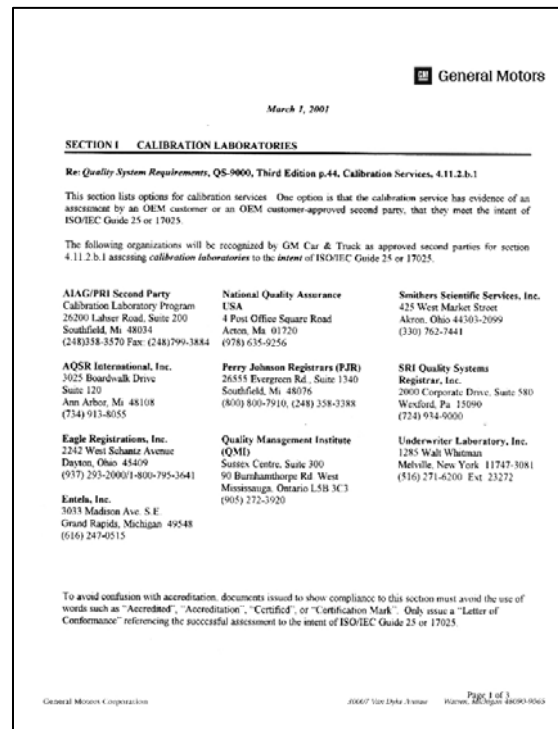 GM General Motors
March 1, 2001
SECTION I CALIBRATION LABORATORIES
Re: Quality System Requirements, QS-9000, Third Edition p.44, Calibration Services, 4.11.2.b.1
This section lists options for calibration services One option is that the calibration service has evidence of an
assessment by an OEM customer or an OEM customer-approved second party, that they meet the intent of
ISO/IEC Guide 25 or 17025.
The following organizations will be recognized by GM Car & Truck as approved second parties for section
4.11.2.b.1 assessing calibration laboratories to the intent of ISO/IEC Guide 25 or 17025.
AIAG/PRI Second Party
Calibration Laboratory Program
26200 Lahser Road, Suite 200
Southfield, Mi 48034
(248)358-3570 Fax: (248)799-3884
National Quality Assurance
USA
4 Post Office Square Road
Acton, Ma 01720
(978) 635-9256
Smithers Scientific Services, Inc.
425 West Market Street
Akron, Ohio 44303-2099
(330) 762-7441
AQSR International, Inc.
3025 Boardwalk Drive
Suite 120
Ann Arbor, Mi 48108
(734) 913-8055
Perry Johnson Registrars (PJR)
26555 Evergreen Rd., Suite 1340
Southfield, Mi 48076
(800) 800-7910, (248) 358-3388
SRI Quality Systems
Registrar, Inc.
2000 Corporate Drive, Suite 580
Wexford, Pa 15090
(724) 934-9000
Eagle Registrations, Inc.
2242 West Schantz Avenue
Dayton, Ohio 45409
(937) 293-2000/1-800-795-3641
Quality Management Institute
(QMI)
Sussex Centre, Suite 300
90 Burnhamthorpe Rd West
Mississauga, Ontario L5B 3C3
(905) 272-3920
Underwriter Laboratory, Inc.
1285 Walt Whitman
Melville, New York 11747-3081
(516) 271-6200 Ext 23272
Entela, Inc.
3033 Madison Ave. S.E.
Grand Rapids, Michigan 49548
(616) 247-0515
To avoid confusion with accreditation, documents issued to show compliance to this section must avoid the use of
words such as "Accredited", "Accreditation", "Certified", or "Certification Mark". Only issue a "Letter of
Conformance" referencing the successful assessment to the intent of ISO/IEC Guide 25 or 17025.
Page 1 of 3
General Motors Corporation Van Dyke Avenue Warren, Michigan 48090-9065